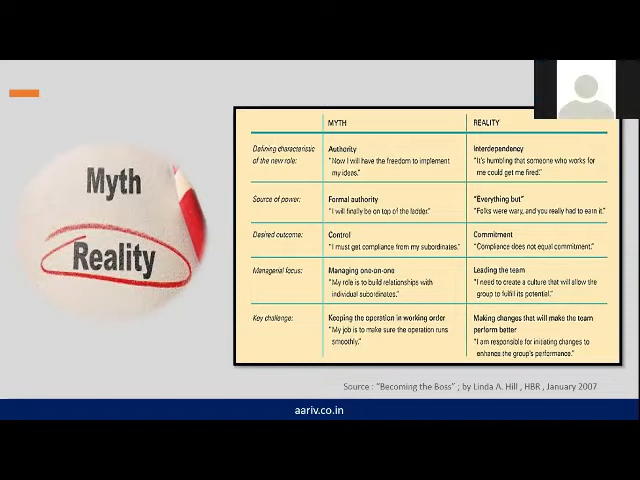 Myth
Reality
MYTH REALITY
Defining characteristic of the new role:
Authority
"Now I will have the freedom to implement
my ideas."
Interdependency
"It's humbling that someone who works for
me could get me fired."
Source of power:
Formal authority
"I will finally be on top of the ladder."
"Everything but"
"Folks were wary, and you really had to earn it."
Desired outcome:
Control
"I must get compliance from my subordinates."
Commitment
"Compliance does not equal commitment."
Managerial focus:
Managing one-on-one
"My role is to build relationships with
individual subordinates."
Leading the team
"I need to create a culture that will allow the
group to fulfill its potential."
Key challenge:
Keeping the operation in working order
"My job is to make sure the operation runs
smoothly."
Making changes that will make the team
perform better
"I am responsible for initiating changes to
enhance the group's performance."
Source : "Becoming the Boss" ; by Linda A. Hill , HBR , January 2007
aariv.co.in